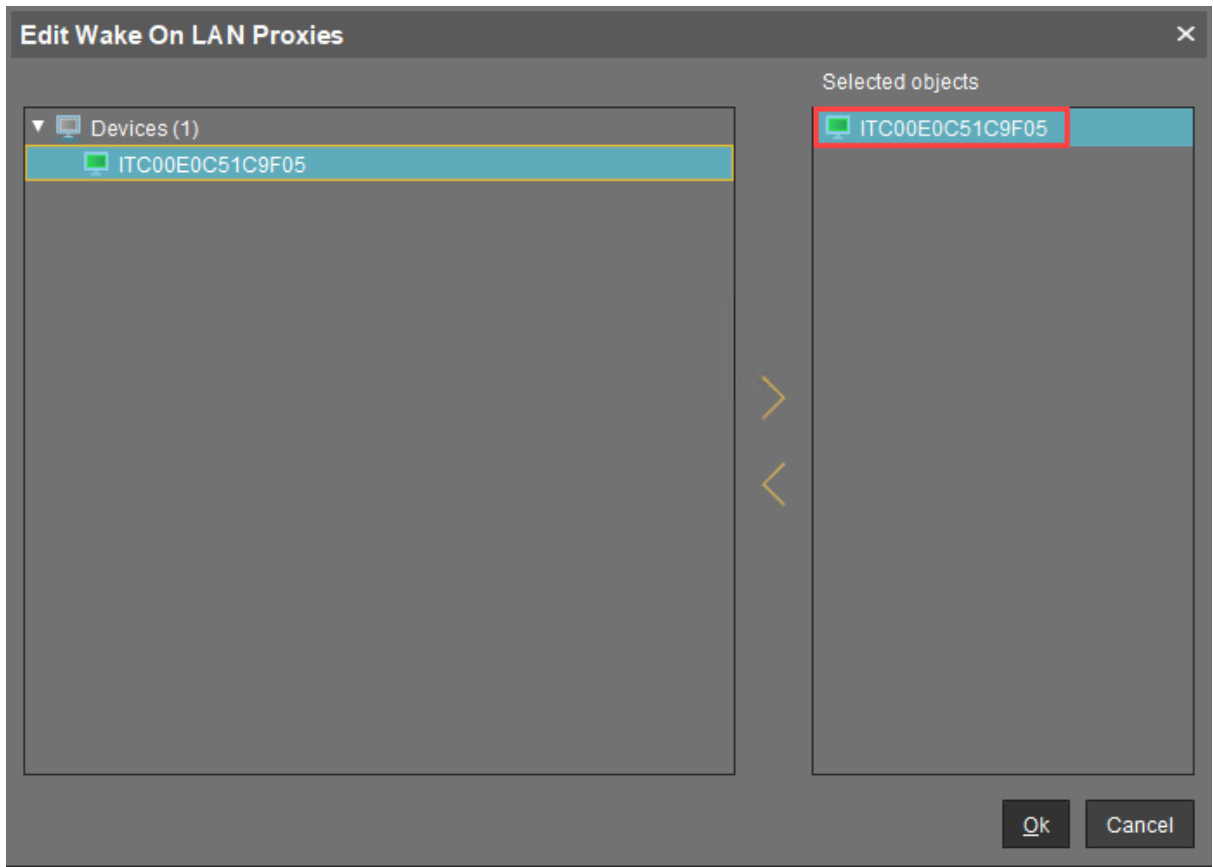 Edit Wake On LAN Proxies
Selected objects
Devices (1)
ITC00E0C51C9F05
ITC00E0C51C9F05
Ok
Cancel